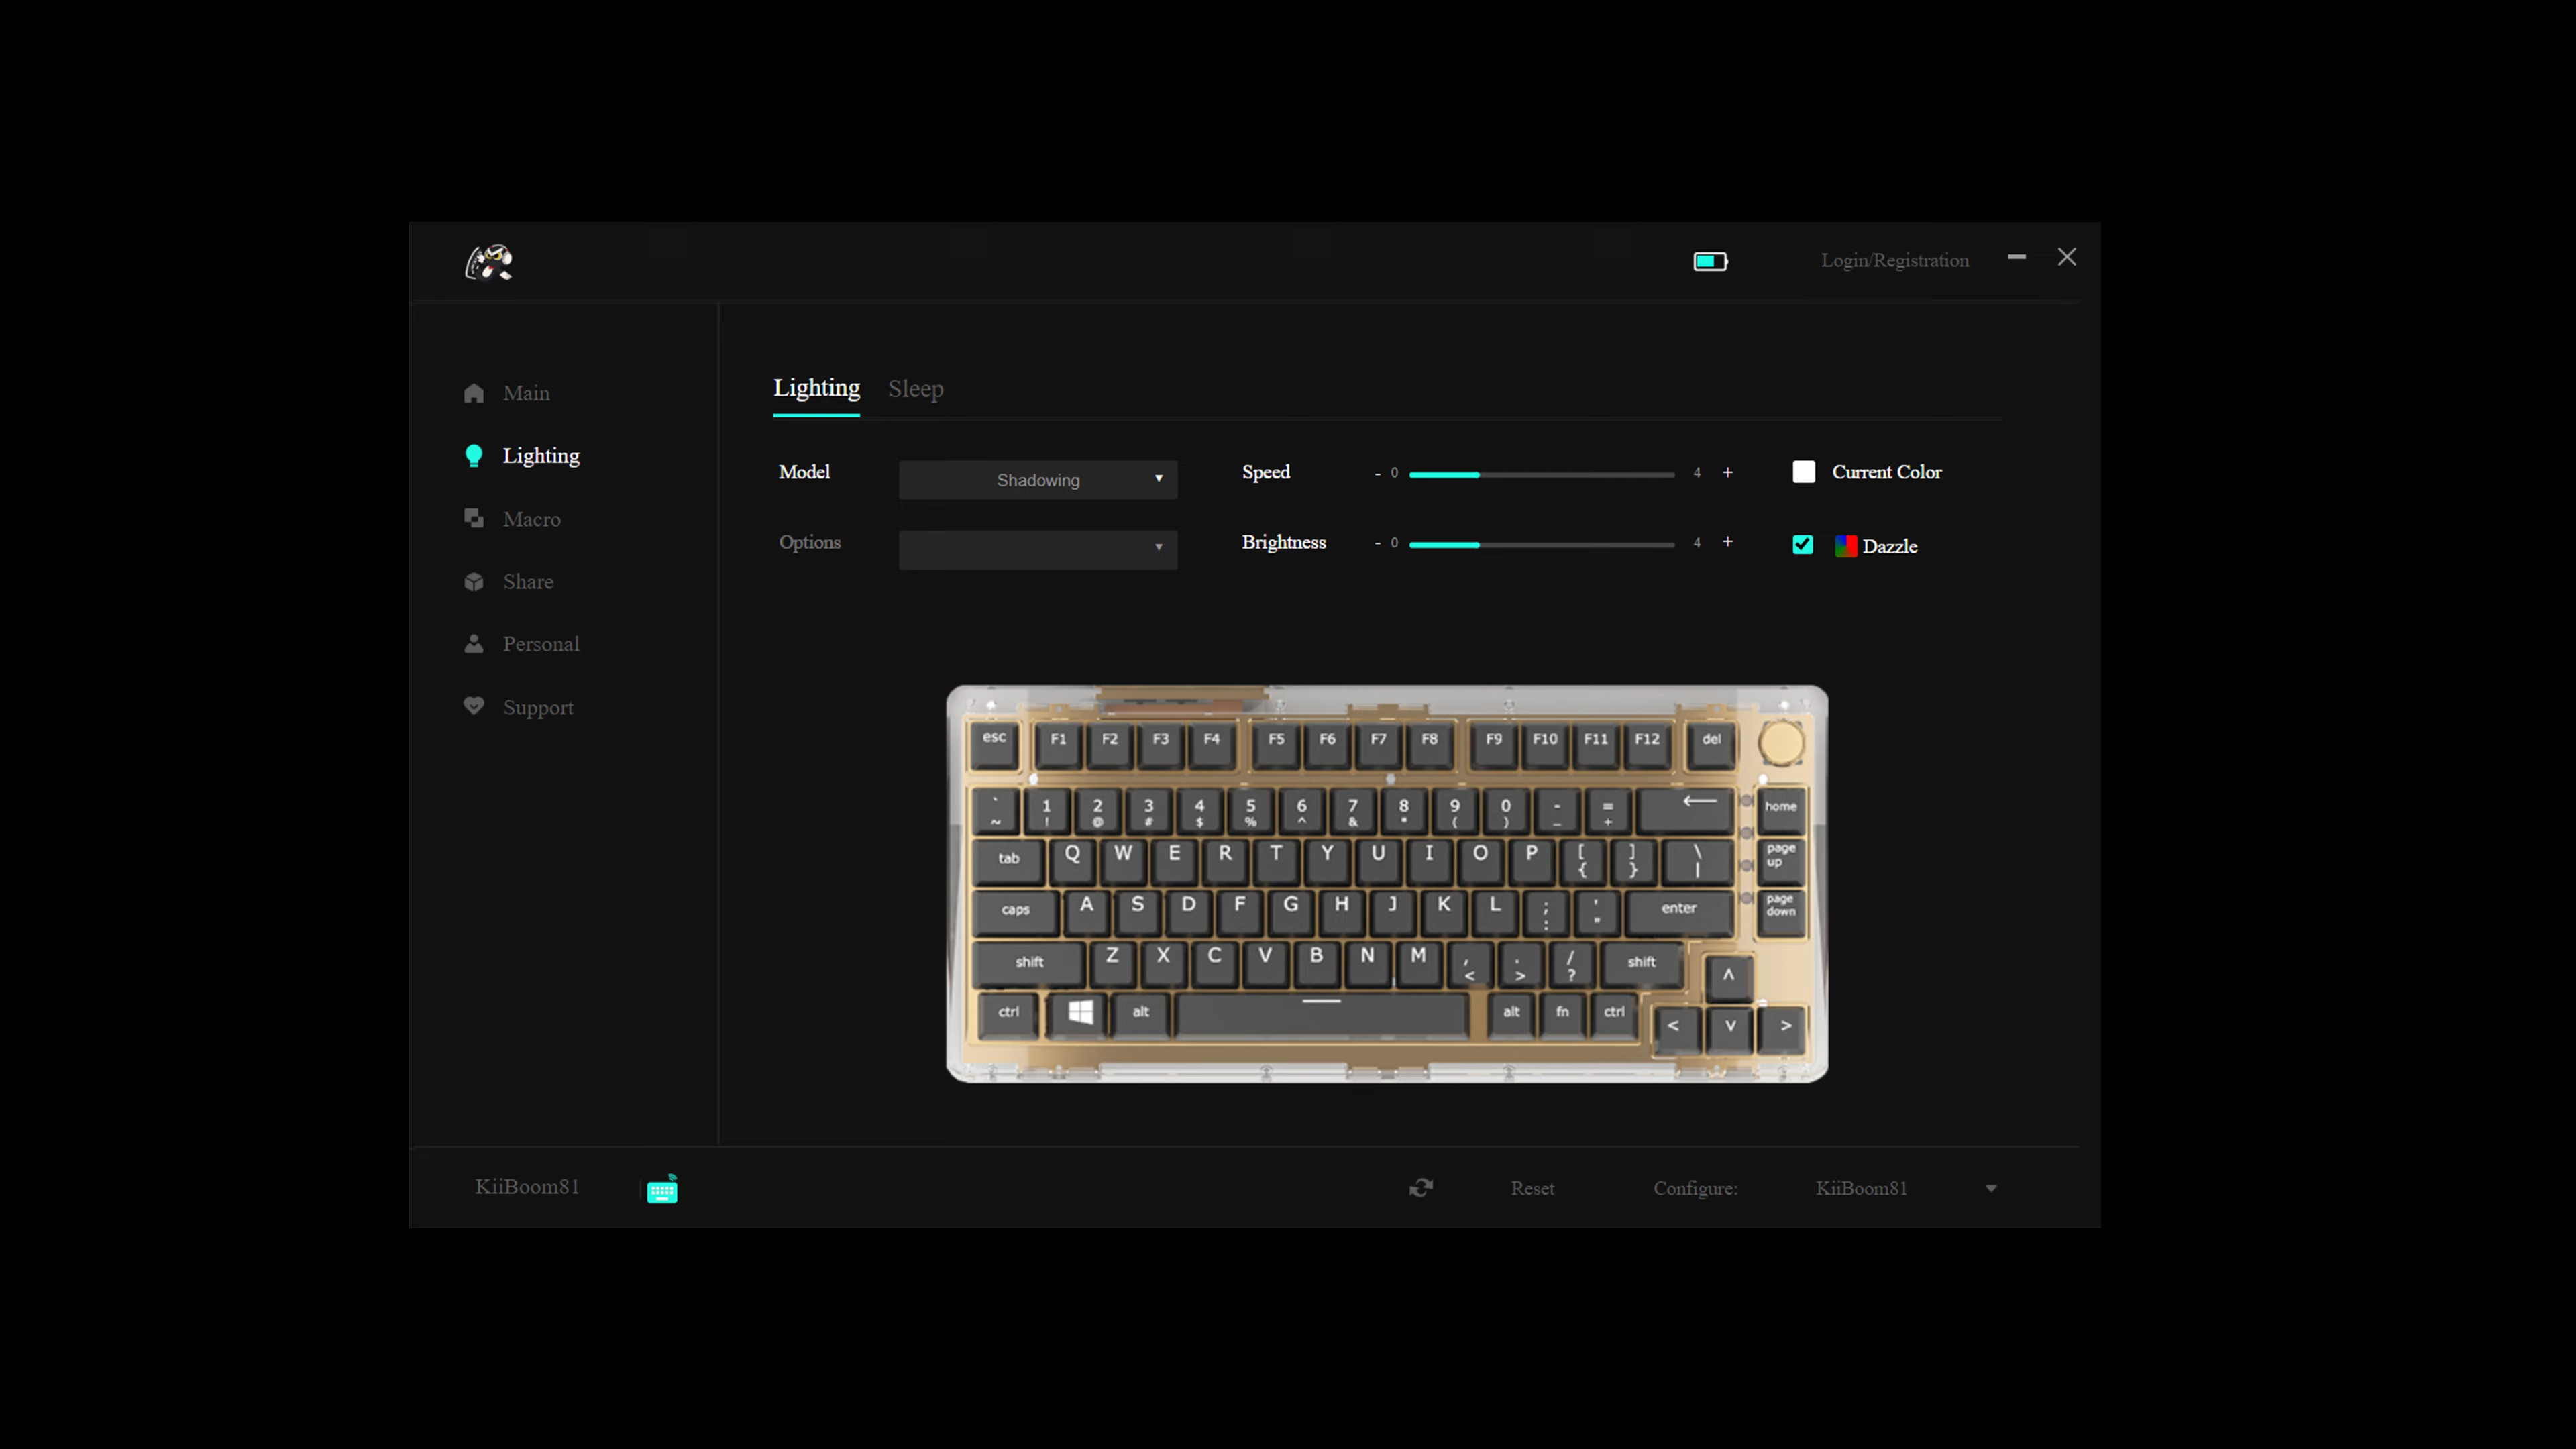 Login/Registration
Main
Lighting
Macro
Share
Personal
Support
Lighting Sleep
Model Shadowing Speed - 0 4 + Current Color
Options Brightness - 0 4 + Dazzle
esc F1 F2 F3 F4 F5 F6 F7 F8 F9 F10 F11 F12 del
` 1 2 3 4 5 6 7 8 9 0 - = ← home
~ ! @ # $ % ^ & * ( ) _ +
tab Q W E R T Y U I O P [ ] \ page up
{ } |
caps A S D F G H J K L ; ' enter page down
: "
shift Z X C V B N M , . / shift ^
< > ?
ctrl alt alt fn ctrl < v >
KiiBoom81 Reset Configure: KiiBoom81